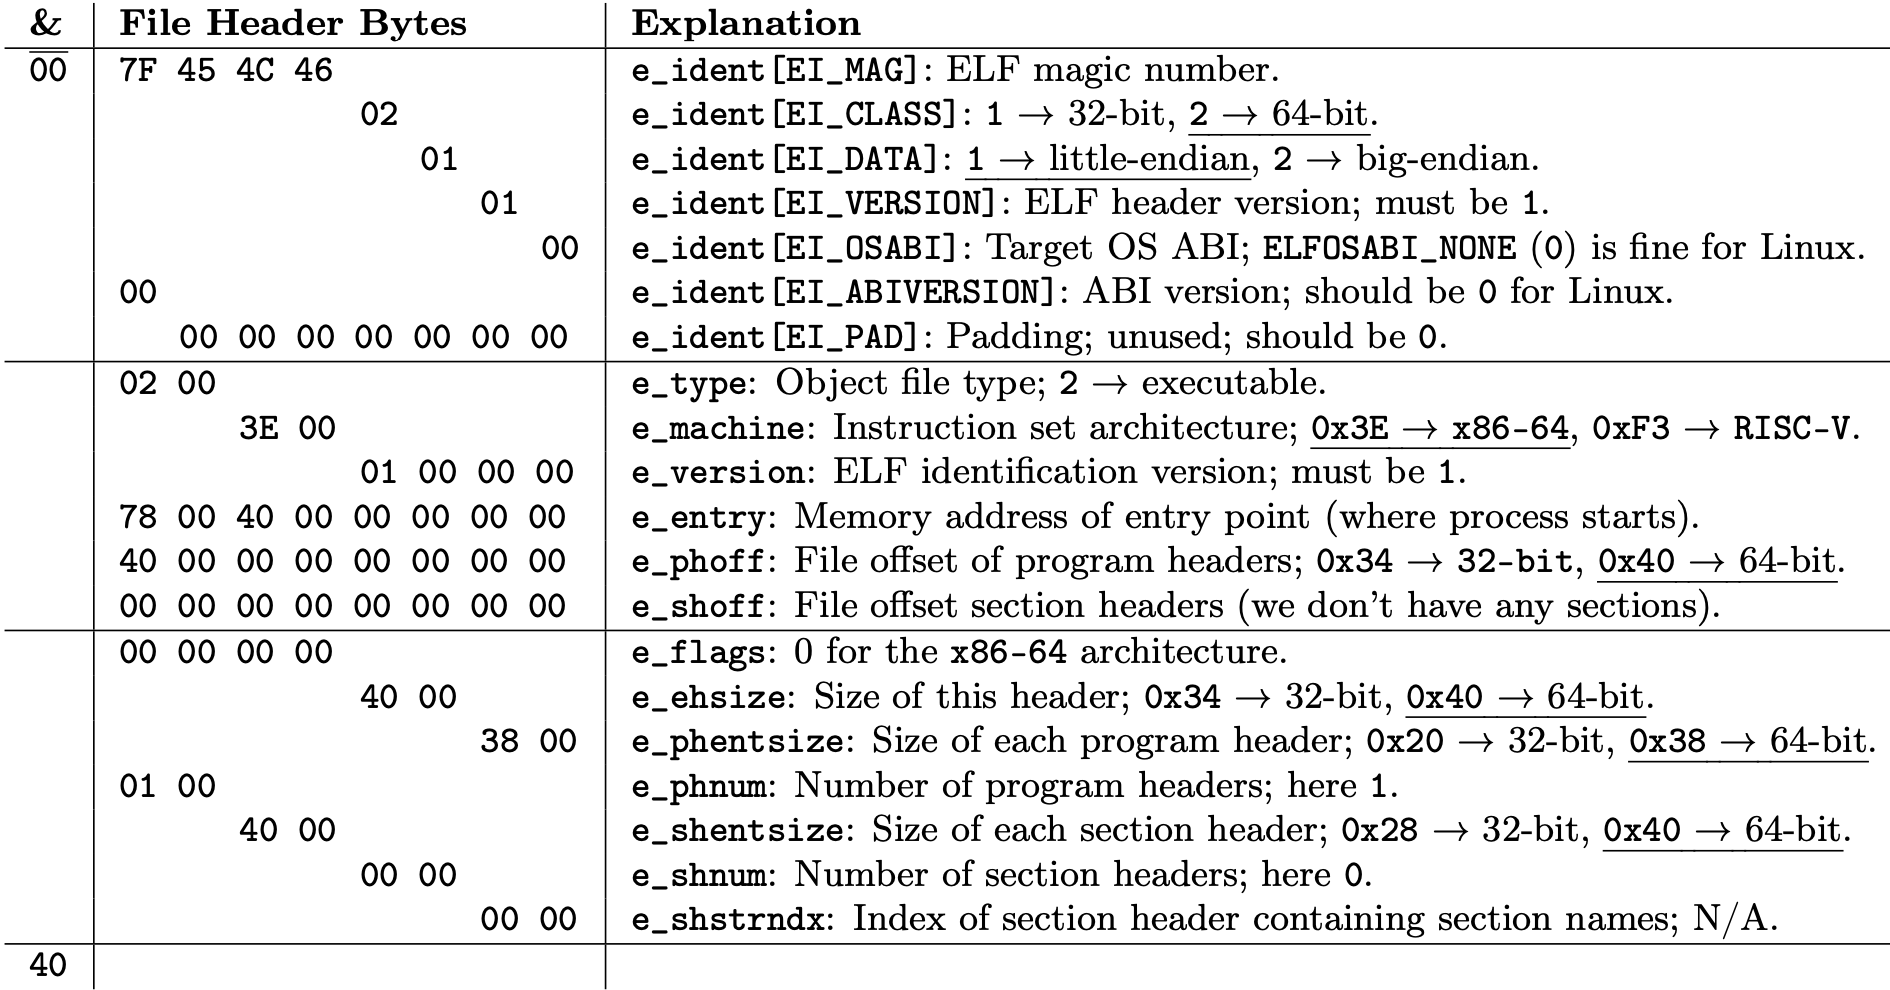 & File Header Bytes Explanation
00 7F 45 4C 46 e_ident[EI_MAG]: ELF magic number.
02 e_ident[EI_CLASS]: 1 → 32-bit, 2 → 64-bit.
01 e_ident[EI_DATA]: 1 → little-endian, 2 → big-endian.
01 e_ident[EI_VERSION]: ELF header version; must be 1.
00 e_ident[EI_OSABI]: Target OS ABI; ELFOSABI_NONE (0) is fine for Linux.
00 e_ident[EI_ABIVERSION]: ABI version; should be 0 for Linux.
00 00 00 00 00 00 00 e_ident[EI_PAD]: Padding; unused; should be 0.
02 00 e_type: Object file type; 2 → executable.
3E 00 e_machine: Instruction set architecture; 0x3E → x86-64, 0xF3 → RISC-V.
01 00 00 00 e_version: ELF identification version; must be 1.
78 00 40 00 00 00 00 00 e_entry: Memory address of entry point (where process starts).
40 00 00 00 00 00 00 00 e_phoff: File offset of program headers; 0x34 → 32-bit, 0x40 → 64-bit.
00 00 00 00 00 00 00 00 e_shoff: File offset section headers (we don't have any sections).
00 00 00 00 e_flags: 0 for the x86-64 architecture.
40 00 e_ehsize: Size of this header; 0x34 → 32-bit, 0x40 → 64-bit.
38 00 e_phentsize: Size of each program header; 0x20 → 32-bit, 0x38 → 64-bit.
01 00 e_phnum: Number of program headers; here 1.
40 00 e_shentsize: Size of each section header; 0x28 → 32-bit, 0x40 → 64-bit.
00 00 e_shnum: Number of section headers; here 0.
00 00 e_shstrndx: Index of section header containing section names; N/A.
40